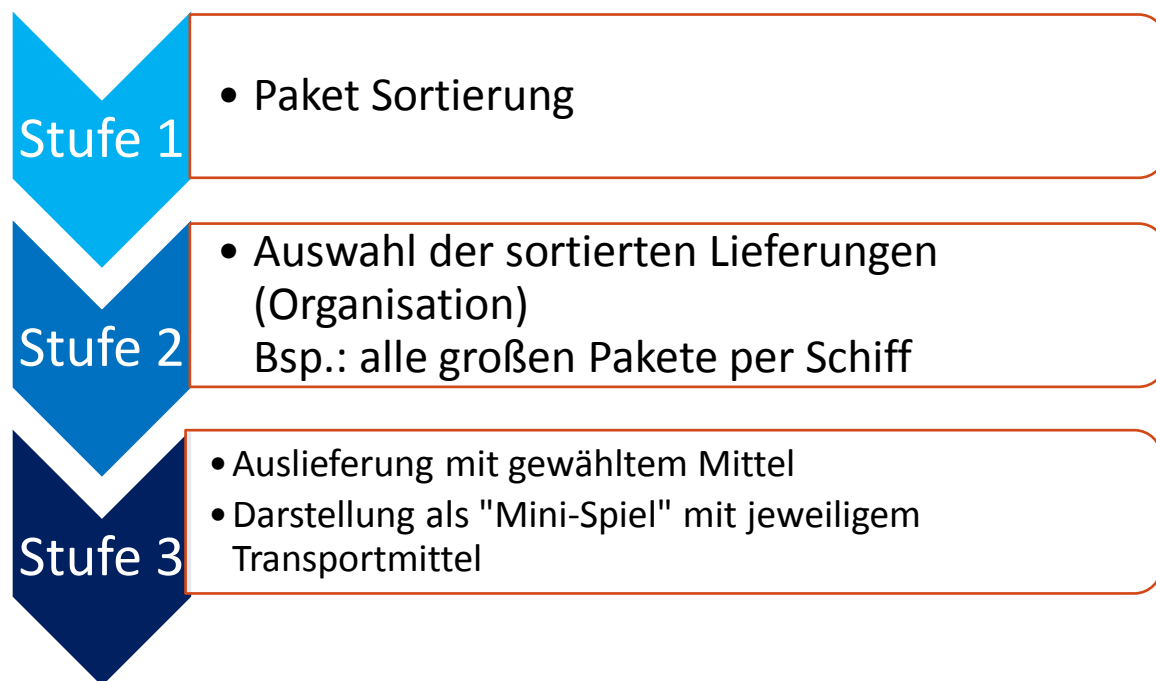 Stufe 1
• Paket Sortierung
Stufe 2
• Auswahl der sortierten Lieferungen
(Organisation)
Bsp.: alle großen Pakete per Schiff
Stufe 3
• Auslieferung mit gewähltem Mittel
• Darstellung als "Mini-Spiel" mit jeweiligem
Transportmittel